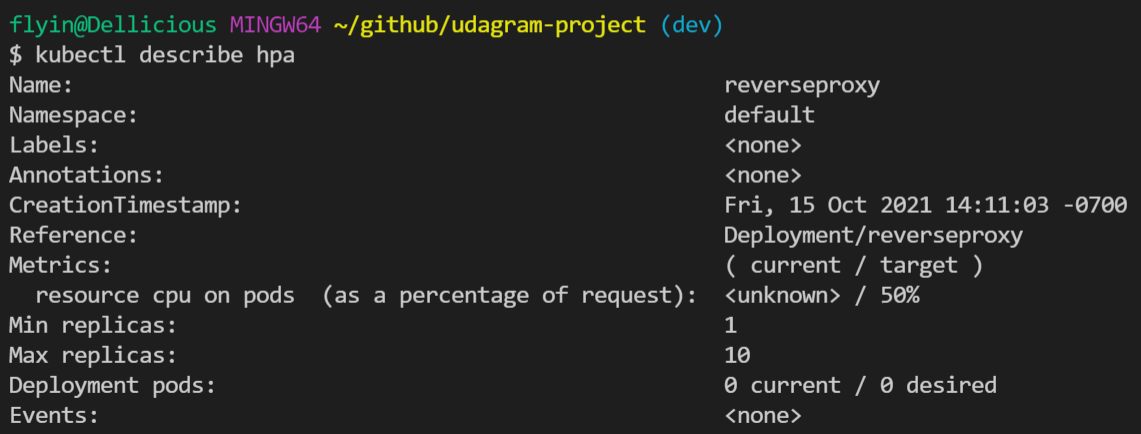 flyin@Dellicious MINGW64 ~/github/udagram-project (dev)
$ kubectl describe hpa
Name: reverseproxy
Namespace: default
Labels: <none>
Annotations: <none>
CreationTimestamp: Fri, 15 Oct 2021 14:11:03 -0700
Reference: Deployment/reverseproxy
Metrics: ( current / target )
  resource cpu on pods  (as a percentage of request): <unknown> / 50%
Min replicas: 1
Max replicas: 10
Deployment pods: 0 current / 0 desired
Events: <none>